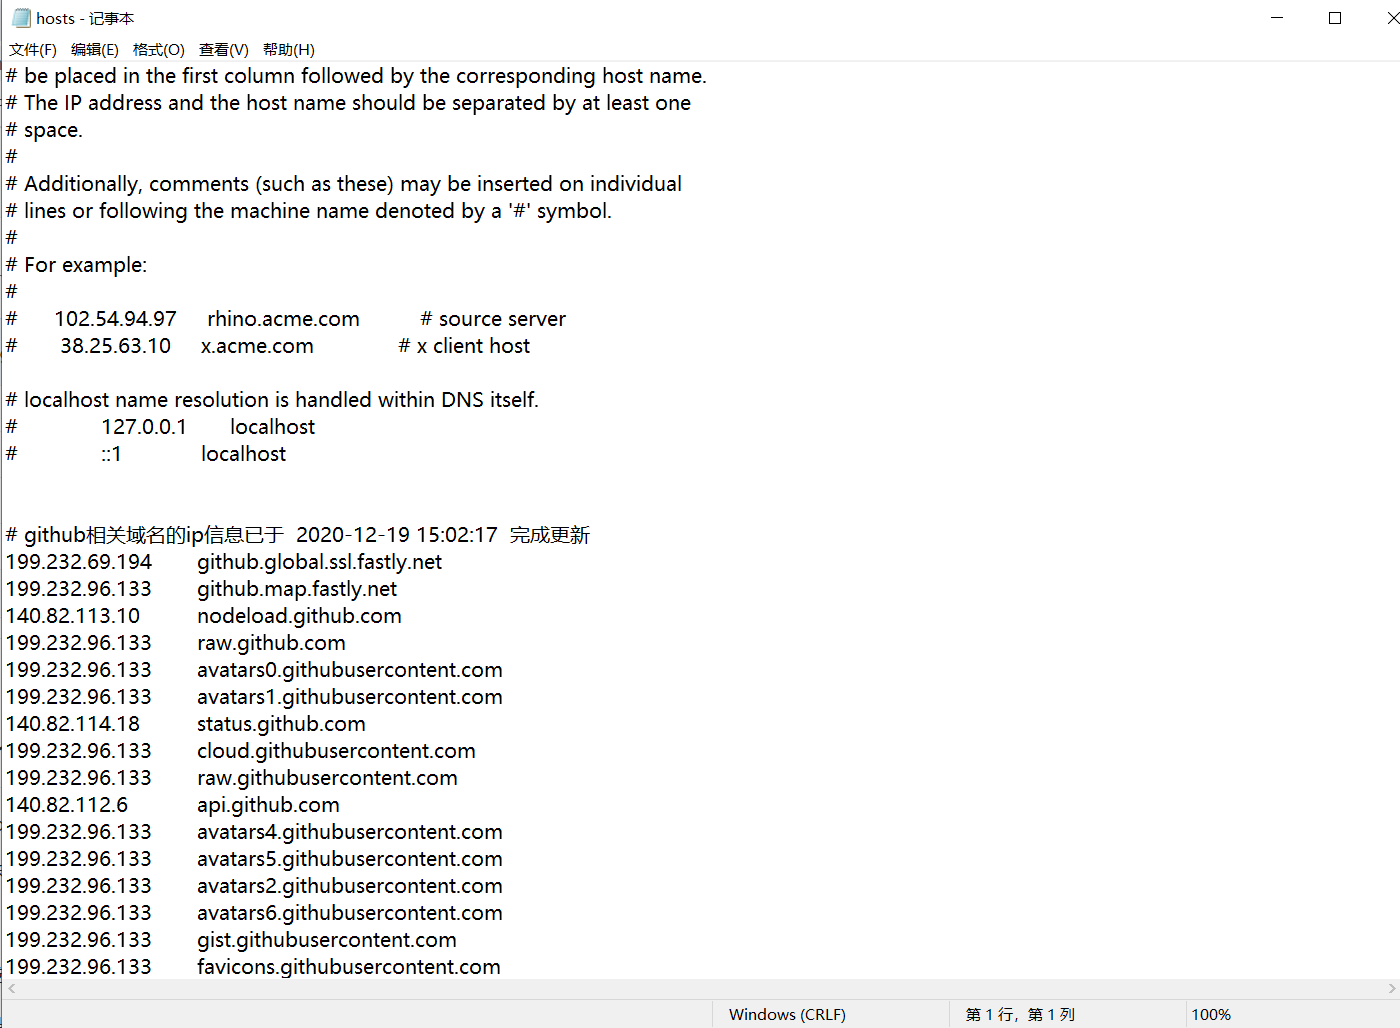 hosts - 记事本
文件(F) 编辑(E) 格式(O) 查看(V) 帮助(H)
# be placed in the first column followed by the corresponding host name.
# The IP address and the host name should be separated by at least one
# space.
#
# Additionally, comments (such as these) may be inserted on individual
# lines or following the machine name denoted by a '#' symbol.
#
# For example:
#
# 102.54.94.97 rhino.acme.com # source server
# 38.25.63.10 x.acme.com # x client host
# localhost name resolution is handled within DNS itself.
# 127.0.0.1 localhost
# ::1 localhost
# github相关域名的ip信息已于 2020-12-19 15:02:17 完成更新
199.232.69.194 github.global.ssl.fastly.net
199.232.96.133 github.map.fastly.net
140.82.113.10 nodeload.github.com
199.232.96.133 raw.github.com
199.232.96.133 avatars0.githubusercontent.com
199.232.96.133 avatars1.githubusercontent.com
140.82.114.18 status.github.com
199.232.96.133 cloud.githubusercontent.com
199.232.96.133 raw.githubusercontent.com
140.82.112.6 api.github.com
199.232.96.133 avatars4.githubusercontent.com
199.232.96.133 avatars5.githubusercontent.com
199.232.96.133 avatars2.githubusercontent.com
199.232.96.133 avatars6.githubusercontent.com
199.232.96.133 gist.githubusercontent.com
199.232.96.133 favicons.githubusercontent.com
Windows (CRLF) 第 1 行，第 1 列 100%